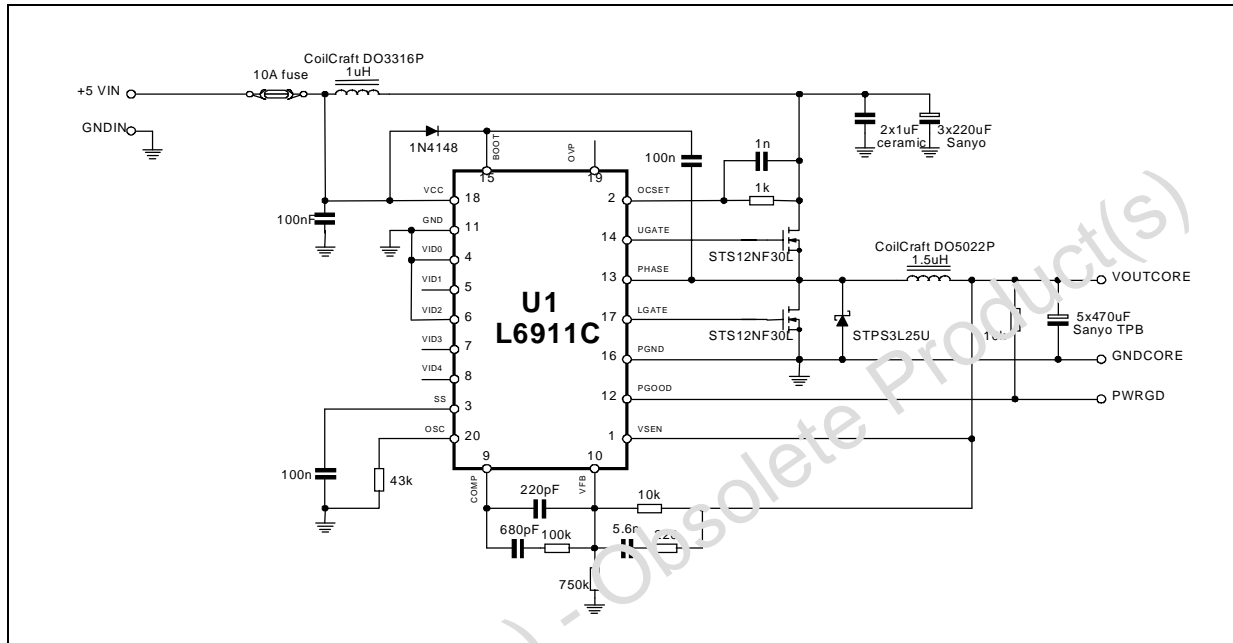 CoilCraft DO3316P
1uH
10A fuse
+5 VIN
GNDIN
1N4148
BOOT
OVP
15
19
100n
1n
1k
2x1uF
ceramic
3x220uF
Sanyo
VCC
18
100nF
GND
11
VID0
4
VID1
5
VID2
6
VID3
7
VID4
8
SS
3
OSC
20
100n
43k
U1
L6911C
2
OCSET
14
UGATE
STS12NF30L
13
PHASE
17
LGATE
STS12NF30L
16
PGND
12
PGOOD
1
VSEN
STPS3L25U
CoilCraft DO5022P
1.5uH
VOUTCORE
5x470uF
Sanyo TPB
GNDCORE
PWRGD
9
10
COMP
VFB
220pF
10k
680pF
100k
5.6n
750k
) - Obsolete Product(s)